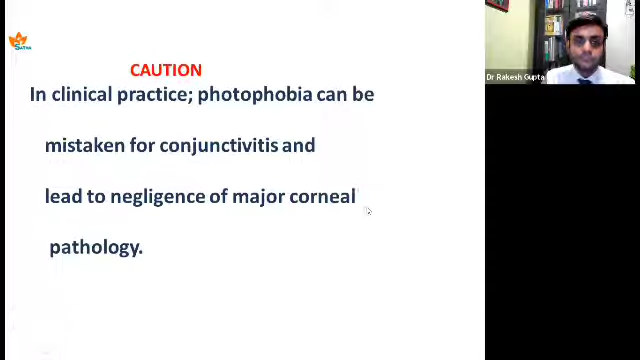 CAUTION
In clinical practice; photophobia can be
mistaken for conjunctivitis and
lead to negligence of major corneal
pathology.
Dr Rakesh Gupta